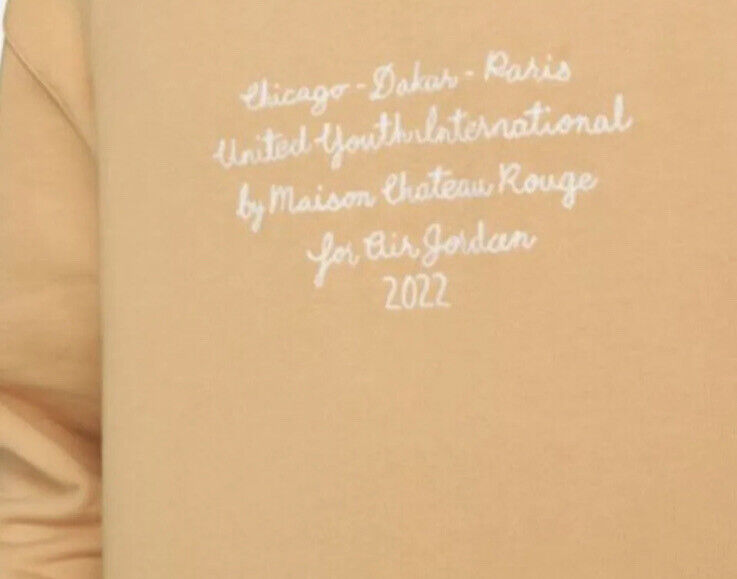 Chicago - Dakar - Paris
United Youth International
by Maison Chateau Rouge
for Air Jordan
2022